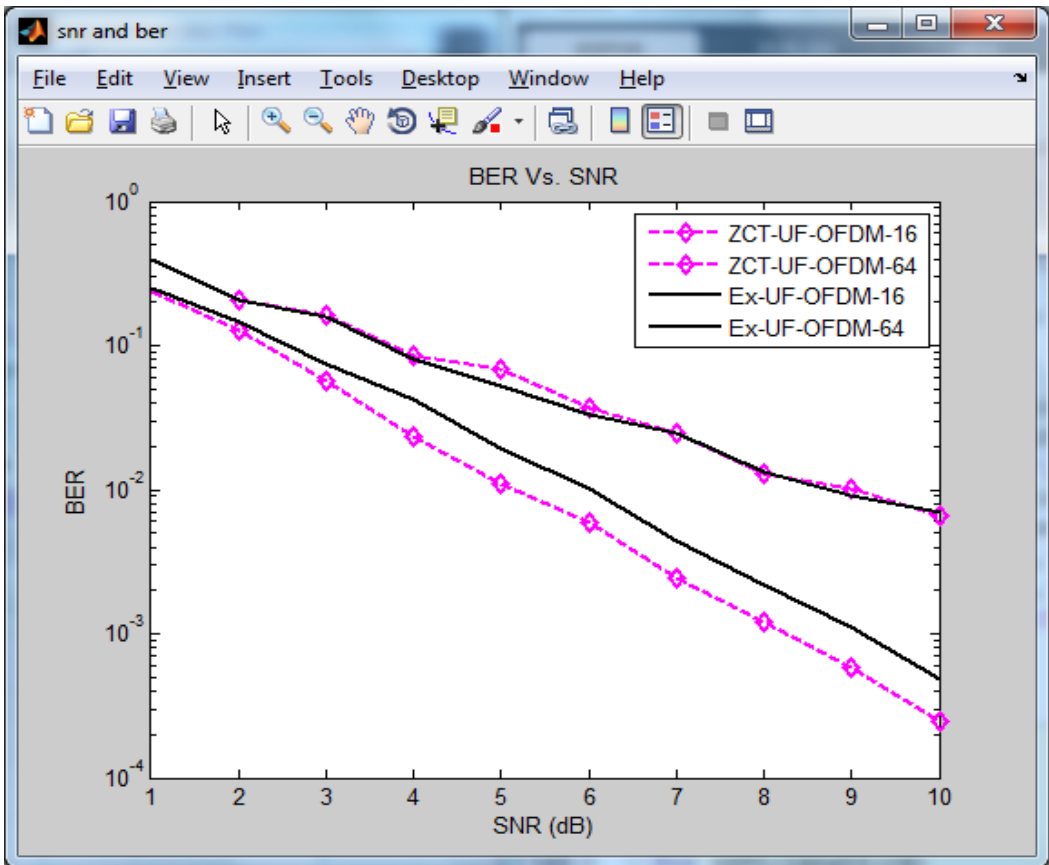 snr and ber
File Edit View Insert Tools Desktop Window Help
BER Vs. SNR
10^0
10^-1
10^-2
10^-3
10^-4
BER
ZCT-UF-OFDM-16
ZCT-UF-OFDM-64
Ex-UF-OFDM-16
Ex-UF-OFDM-64
1 2 3 4 5 6 7 8 9 10
SNR (dB)